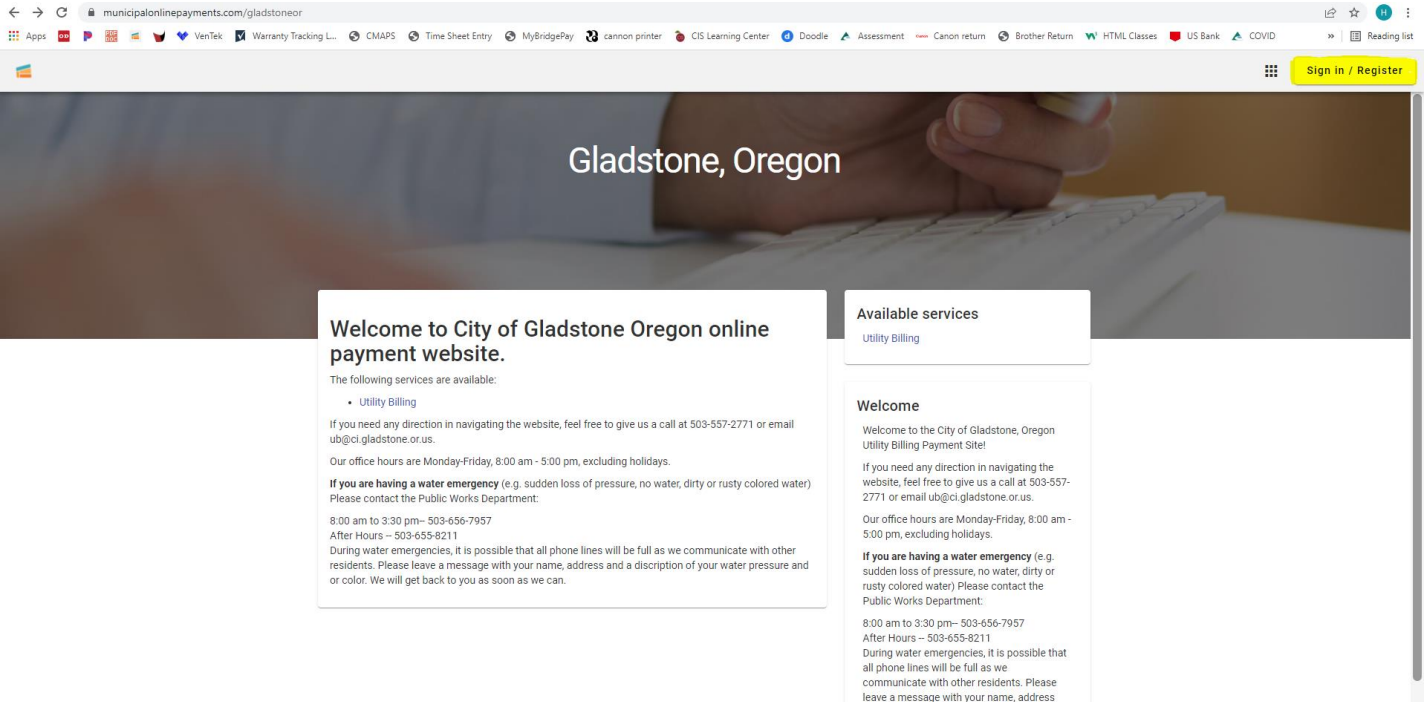 municipalonlinepayments.com/gladstoneor
Apps VenTek Warranty Tracking L... CMAPS Time Sheet Entry MyBridgePay cannon printer CIS Learning Center Doodle Assessment Canon return Brother Return HTML Classes US Bank COVID » Reading list
Sign in / Register
Gladstone, Oregon
Welcome to City of Gladstone Oregon online
payment website.
The following services are available:
• Utility Billing
If you need any direction in navigating the website, feel free to give us a call at 503-557-2771 or email
ub@ci.gladstone.or.us.
Our office hours are Monday-Friday, 8:00 am - 5:00 pm, excluding holidays.
If you are having a water emergency (e.g. sudden loss of pressure, no water, dirty or rusty colored water)
Please contact the Public Works Department:
8:00 am to 3:30 pm-- 503-656-7957
After Hours -- 503-655-8211
During water emergencies, it is possible that all phone lines will be full as we communicate with other
residents. Please leave a message with your name, address and a discription of your water pressure and
or color. We will get back to you as soon as we can.
Available services
Utility Billing
Welcome
Welcome to the City of Gladstone, Oregon
Utility Billing Payment Site!
If you need any direction in navigating the
website, feel free to give us a call at 503-557-
2771 or email ub@ci.gladstone.or.us.
Our office hours are Monday-Friday, 8:00 am -
5:00 pm, excluding holidays.
If you are having a water emergency (e.g.
sudden loss of pressure, no water, dirty or
rusty colored water) Please contact the
Public Works Department:
8:00 am to 3:30 pm-- 503-656-7957
After Hours -- 503-655-8211
During water emergencies, it is possible that
all phone lines will be full as we
communicate with other residents. Please
leave a message with your name, address